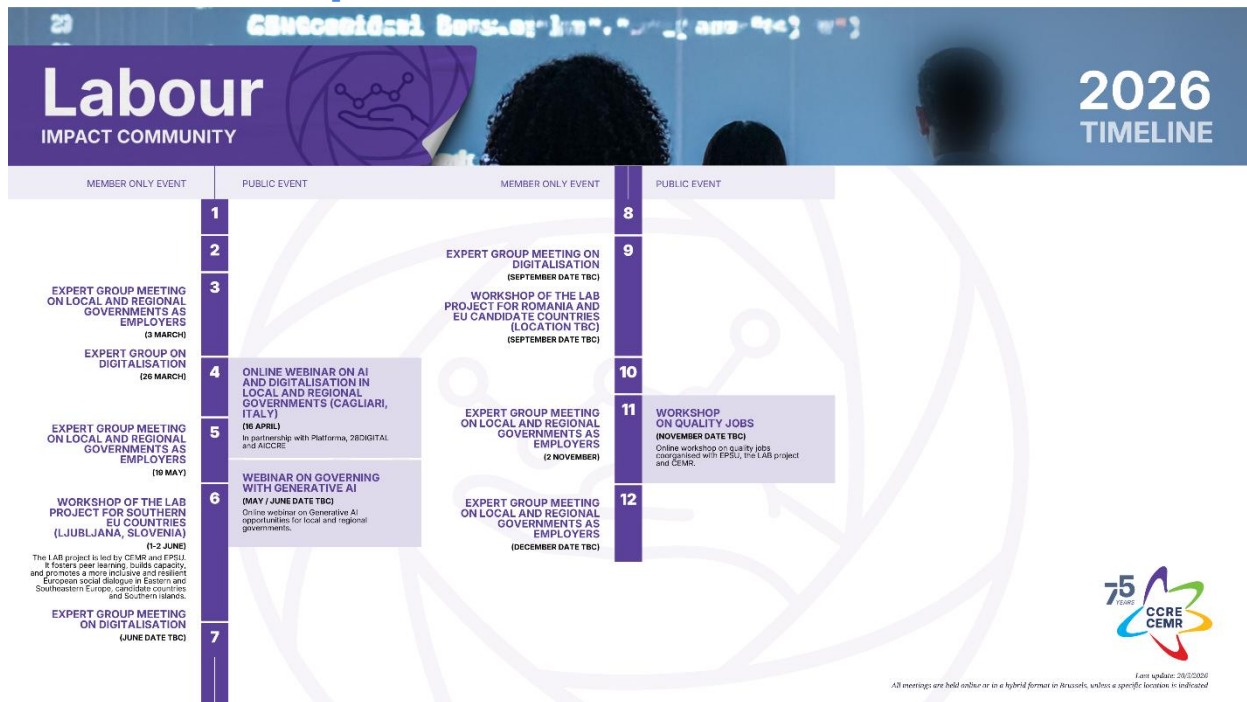 Labour
IMPACT COMMUNITY
2026
TIMELINE
MEMBER ONLY EVENT
PUBLIC EVENT
1
2
3
EXPERT GROUP MEETING
ON LOCAL AND REGIONAL
GOVERNMENTS AS
EMPLOYERS
(3 MARCH)
EXPERT GROUP ON
DIGITALISATION
(26 MARCH)
4
ONLINE WEBINAR ON AI
AND DIGITALISATION IN
LOCAL AND REGIONAL
GOVERNMENTS (CAGLIARI,
ITALY)
(16 APRIL)
In partnership with Platforma, 28DIGITAL
and AICCRE
5
EXPERT GROUP MEETING
ON LOCAL AND REGIONAL
GOVERNMENTS AS
EMPLOYERS
(19 MAY)
WEBINAR ON GOVERNING
WITH GENERATIVE AI
(MAY / JUNE DATE TBC)
Online webinar on Generative AI
opportunities for local and regional
governments.
6
WORKSHOP OF THE LAB
PROJECT FOR SOUTHERN
EU COUNTRIES
(LJUBLJANA, SLOVENIA)
(1-2 JUNE)
The LAB project is led by CEMR and EPSU.
It fosters peer learning, builds capacity,
and promotes a more inclusive and resilient
European social dialogue in Eastern and
Southeastern Europe, candidate countries
and Southern islands.
EXPERT GROUP MEETING
ON DIGITALISATION
(JUNE DATE TBC)
7
MEMBER ONLY EVENT
PUBLIC EVENT
8
9
EXPERT GROUP MEETING ON
DIGITALISATION
(SEPTEMBER DATE TBC)
WORKSHOP OF THE LAB
PROJECT FOR ROMANIA AND
EU CANDIDATE COUNTRIES
(LOCATION TBC)
(SEPTEMBER DATE TBC)
10
11
EXPERT GROUP MEETING
ON LOCAL AND REGIONAL
GOVERNMENTS AS
EMPLOYERS
(2 NOVEMBER)
WORKSHOP
ON QUALITY JOBS
(NOVEMBER DATE TBC)
Online workshop on quality jobs
coorganised with EPSU, the LAB project
and CEMR.
12
EXPERT GROUP MEETING
ON LOCAL AND REGIONAL
GOVERNMENTS AS
EMPLOYERS
(DECEMBER DATE TBC)
75
YEARS
CCRE
CEMR
Last update: 20/2/2026
All meetings are held online or in a hybrid format in Brussels, unless a specific location is indicated